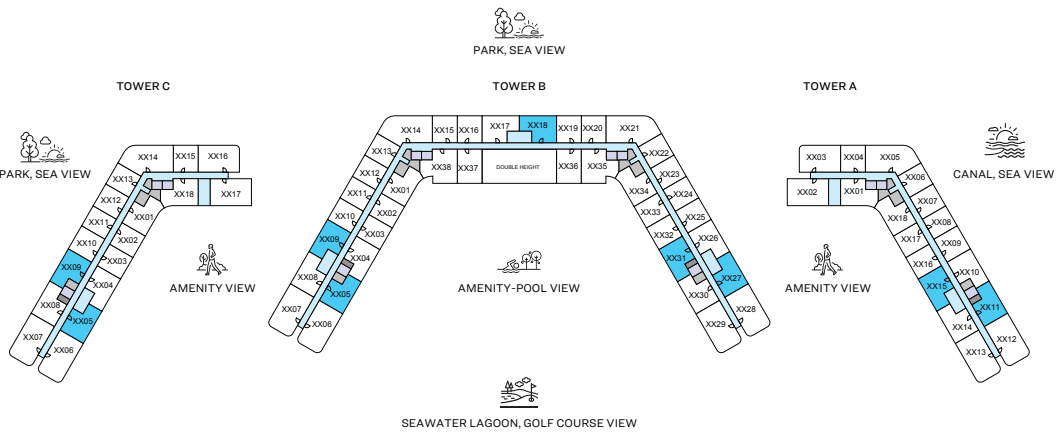 PARK, SEA VIEW
TOWER C
TOWER B
TOWER A
PARK, SEA VIEW
CANAL, SEA VIEW
XX14
XX15
XX16
XX13
XX18
XX17
XX12
XX01
XX11
XX02
XX10
XX03
XX09
XX04
XX08
XX05
XX07
XX06
AMENITY VIEW
XX14
XX15
XX16
XX17
XX18
XX19
XX20
XX21
XX13
XX38
XX37
DOUBLE HEIGHT
XX36
XX35
XX22
XX12
XX01
XX34
XX23
XX11
XX02
XX33
XX24
XX10
XX03
XX32
XX25
XX09
XX04
XX31
XX26
XX08
XX05
XX30
XX27
XX07
XX06
XX29
XX28
AMENITY-POOL VIEW
XX03
XX04
XX05
XX02
XX01
XX06
XX18
XX07
XX17
XX08
XX16
XX09
XX15
XX10
XX14
XX11
XX13
XX12
AMENITY VIEW
SEAWATER LAGOON, GOLF COURSE VIEW